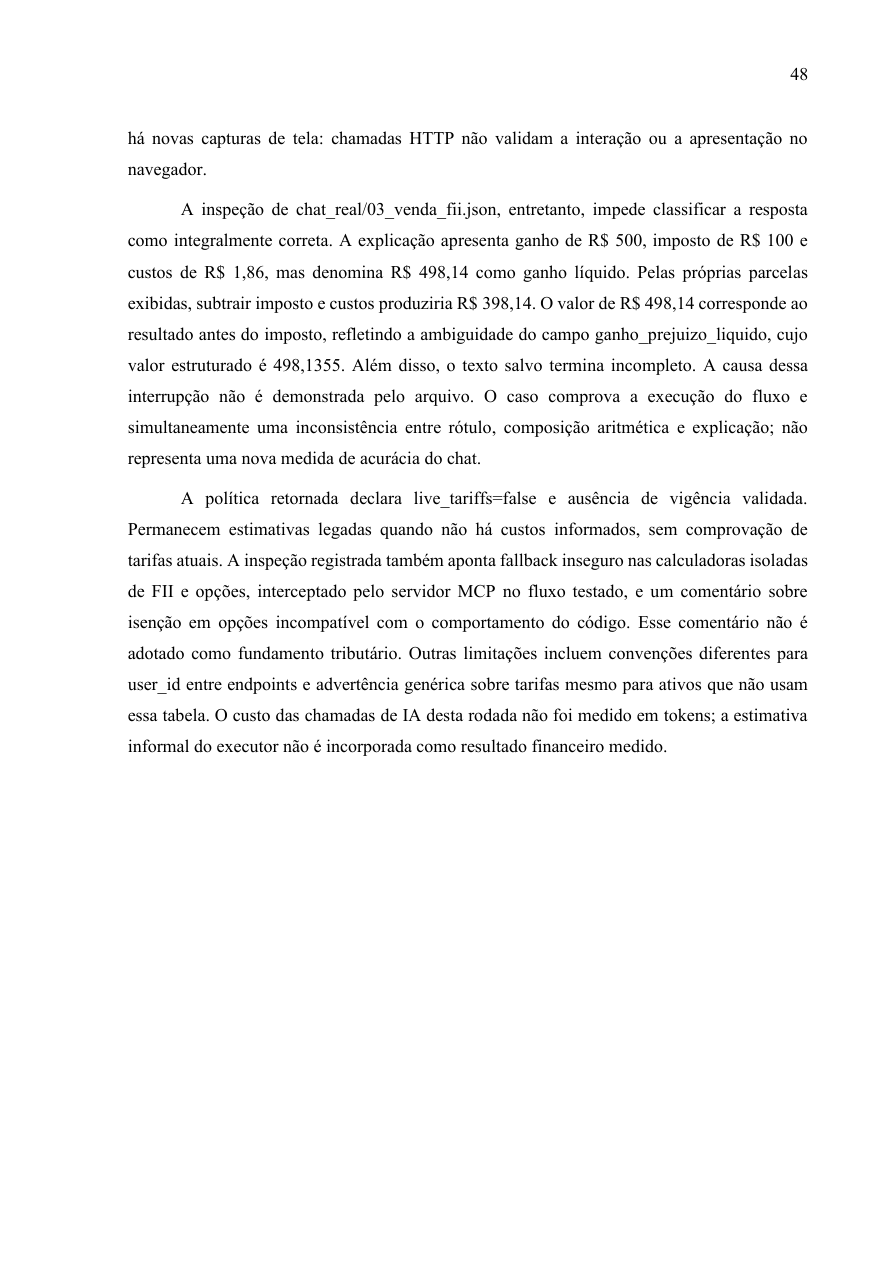 48
há novas capturas de tela: chamadas HTTP não validam a interação ou a apresentação no
navegador.
A inspeção de chat_real/03_venda_fii.json, entretanto, impede classificar a resposta
como integralmente correta. A explicação apresenta ganho de R$ 500, imposto de R$ 100 e
custos de R$ 1,86, mas denomina R$ 498,14 como ganho líquido. Pelas próprias parcelas
exibidas, subtrair imposto e custos produziria R$ 398,14. O valor de R$ 498,14 corresponde ao
resultado antes do imposto, refletindo a ambiguidade do campo ganho_prejuizo_liquido, cujo
valor estruturado é 498,1355. Além disso, o texto salvo termina incompleto. A causa dessa
interrupção não é demonstrada pelo arquivo. O caso comprova a execução do fluxo e
simultaneamente uma inconsistência entre rótulo, composição aritmética e explicação; não
representa uma nova medida de acurácia do chat.
A política retornada declara live_tariffs=false e ausência de vigência validada.
Permanecem estimativas legadas quando não há custos informados, sem comprovação de
tarifas atuais. A inspeção registrada também aponta fallback inseguro nas calculadoras isoladas
de FII e opções, interceptado pelo servidor MCP no fluxo testado, e um comentário sobre
isenção em opções incompatível com o comportamento do código. Esse comentário não é
adotado como fundamento tributário. Outras limitações incluem convenções diferentes para
user_id entre endpoints e advertência genérica sobre tarifas mesmo para ativos que não usam
essa tabela. O custo das chamadas de IA desta rodada não foi medido em tokens; a estimativa
informal do executor não é incorporada como resultado financeiro medido.